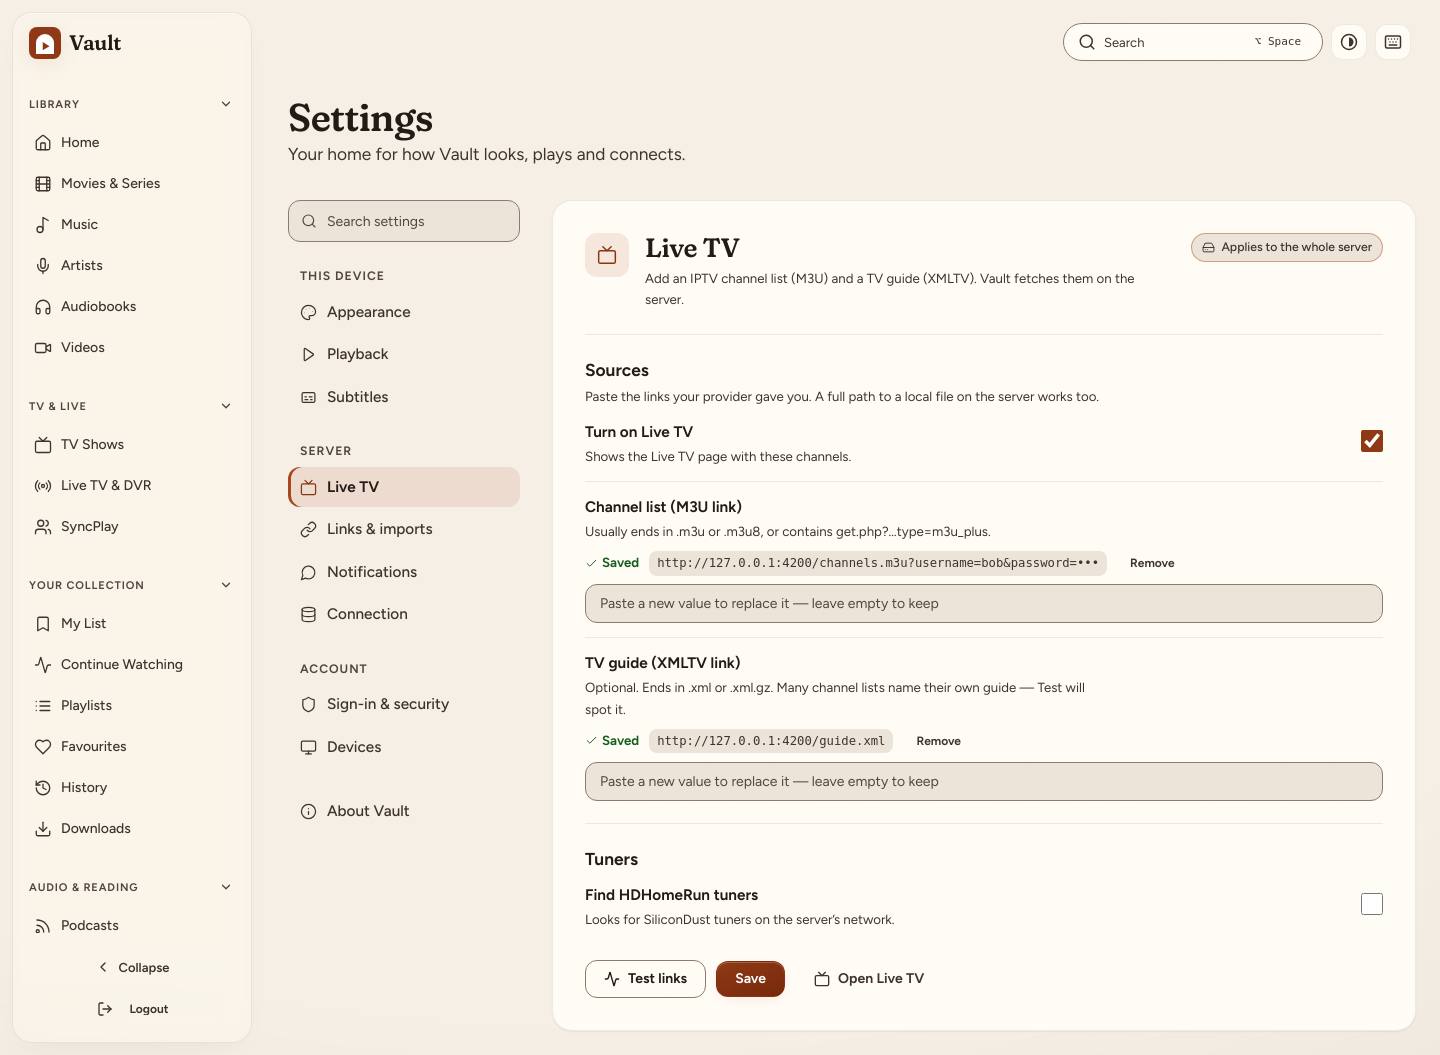 Vault
LIBRARY
Home
Movies & Series
Music
Artists
Audiobooks
Videos
TV & LIVE
TV Shows
Live TV & DVR
SyncPlay
YOUR COLLECTION
My List
Continue Watching
Playlists
Favourites
History
Downloads
AUDIO & READING
Podcasts
Collapse
Logout
Search
⌥ Space
Settings
Your home for how Vault looks, plays and connects.
Search settings
THIS DEVICE
Appearance
Playback
Subtitles
SERVER
Live TV
Links & imports
Notifications
Connection
ACCOUNT
Sign-in & security
Devices
About Vault
Live TV
Applies to the whole server
Add an IPTV channel list (M3U) and a TV guide (XMLTV). Vault fetches them on the
server.
Sources
Paste the links your provider gave you. A full path to a local file on the server works too.
Turn on Live TV
Shows the Live TV page with these channels.
Channel list (M3U link)
Usually ends in .m3u or .m3u8, or contains get.php?…type=m3u_plus.
Saved http://127.0.0.1:4200/channels.m3u?username=bob&password=••• Remove
Paste a new value to replace it — leave empty to keep
TV guide (XMLTV link)
Optional. Ends in .xml or .xml.gz. Many channel lists name their own guide — Test will
spot it.
Saved http://127.0.0.1:4200/guide.xml Remove
Paste a new value to replace it — leave empty to keep
Tuners
Find HDHomeRun tuners
Looks for SiliconDust tuners on the server's network.
Test links
Save
Open Live TV